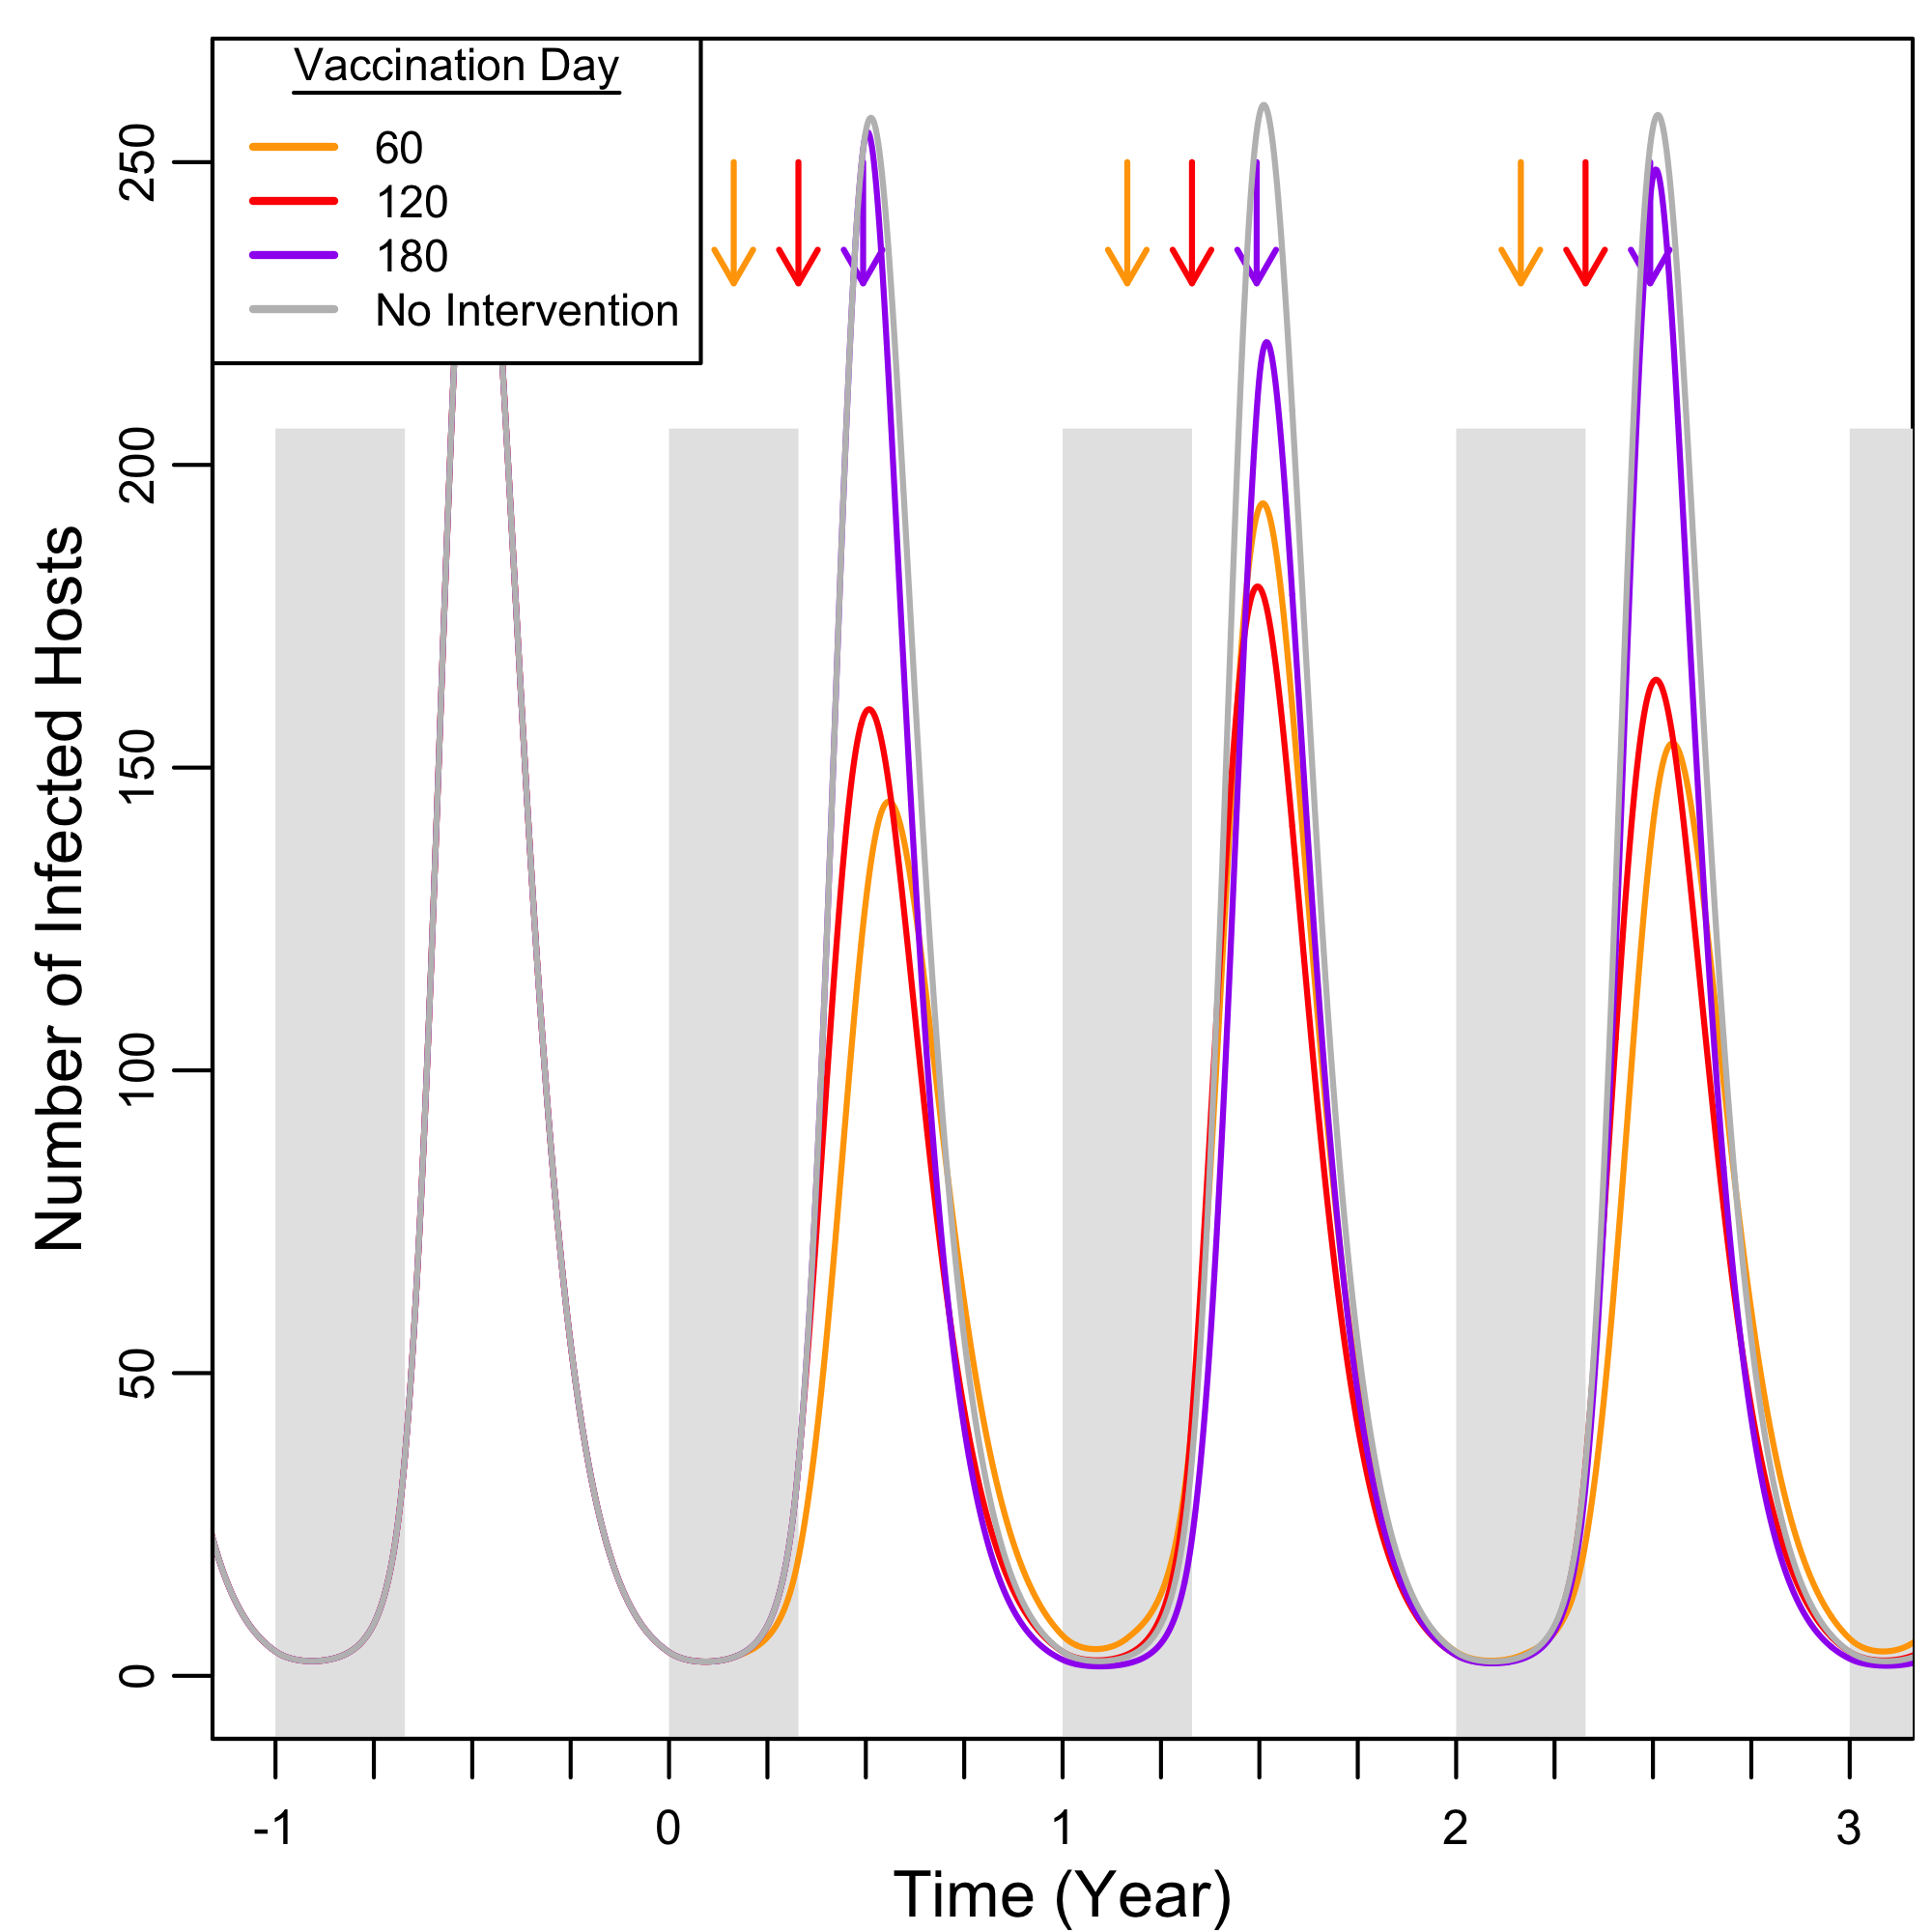 Vaccination Day
60
120
180
No Intervention
250
200
150
100
50
0
Number of Infected Hosts
-1 0 1 2 3
Time (Year)